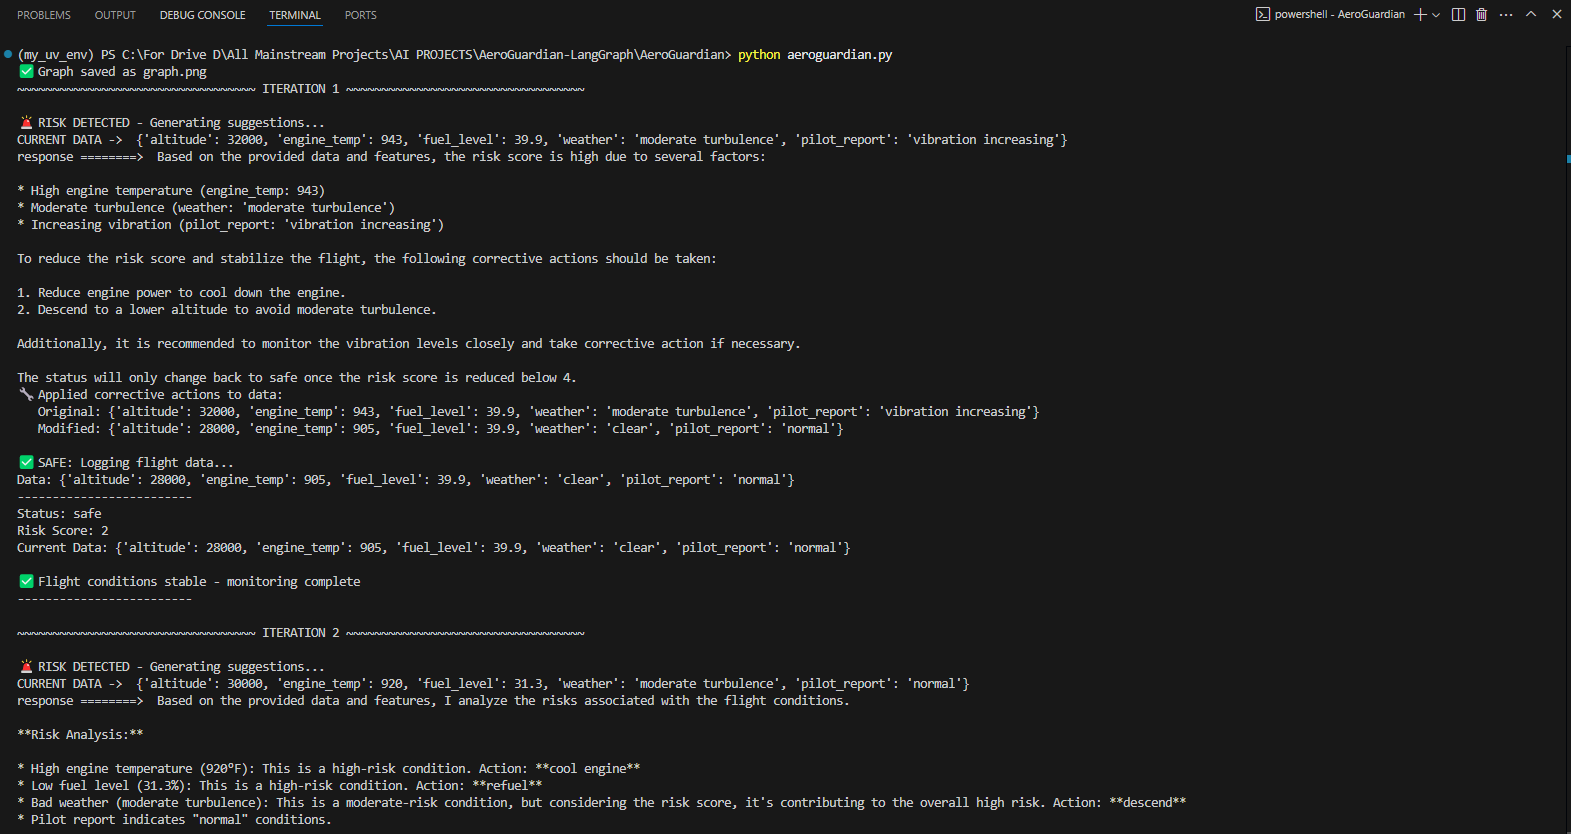 PROBLEMS OUTPUT DEBUG CONSOLE TERMINAL PORTS powershell - AeroGuardian
(my_uv_env) PS C:\For Drive D\All Mainstream Projects\AI PROJECTS\AeroGuardian-LangGraph\AeroGuardian> python aeroguardian.py
✅ Graph saved as graph.png
~~~~~~~~~~~~~~~~~~~~~~~~~~~~~~~~~~ ITERATION 1 ~~~~~~~~~~~~~~~~~~~~~~~~~~~~~~~~~~
🚨 RISK DETECTED - Generating suggestions...
CURRENT DATA -> {'altitude': 32000, 'engine_temp': 943, 'fuel_level': 39.9, 'weather': 'moderate turbulence', 'pilot_report': 'vibration increasing'}
response ========> Based on the provided data and features, the risk score is high due to several factors:
* High engine temperature (engine_temp: 943)
* Moderate turbulence (weather: 'moderate turbulence')
* Increasing vibration (pilot_report: 'vibration increasing')
To reduce the risk score and stabilize the flight, the following corrective actions should be taken:
1. Reduce engine power to cool down the engine.
2. Descend to a lower altitude to avoid moderate turbulence.
Additionally, it is recommended to monitor the vibration levels closely and take corrective action if necessary.
The status will only change back to safe once the risk score is reduced below 4.
🔧 Applied corrective actions to data:
Original: {'altitude': 32000, 'engine_temp': 943, 'fuel_level': 39.9, 'weather': 'moderate turbulence', 'pilot_report': 'vibration increasing'}
Modified: {'altitude': 28000, 'engine_temp': 905, 'fuel_level': 39.9, 'weather': 'clear', 'pilot_report': 'normal'}
✅ SAFE: Logging flight data...
Data: {'altitude': 28000, 'engine_temp': 905, 'fuel_level': 39.9, 'weather': 'clear', 'pilot_report': 'normal'}
-------------------------
Status: safe
Risk Score: 2
Current Data: {'altitude': 28000, 'engine_temp': 905, 'fuel_level': 39.9, 'weather': 'clear', 'pilot_report': 'normal'}
✅ Flight conditions stable - monitoring complete
-------------------------
~~~~~~~~~~~~~~~~~~~~~~~~~~~~~~~~~~ ITERATION 2 ~~~~~~~~~~~~~~~~~~~~~~~~~~~~~~~~~~
🚨 RISK DETECTED - Generating suggestions...
CURRENT DATA -> {'altitude': 30000, 'engine_temp': 920, 'fuel_level': 31.3, 'weather': 'moderate turbulence', 'pilot_report': 'normal'}
response ========> Based on the provided data and features, I analyze the risks associated with the flight conditions.
**Risk Analysis:**
* High engine temperature (920°F): This is a high-risk condition. Action: **cool engine**
* Low fuel level (31.3%): This is a high-risk condition. Action: **refuel**
* Bad weather (moderate turbulence): This is a moderate-risk condition, but considering the risk score, it's contributing to the overall high risk. Action: **descend**
* Pilot report indicates "normal" conditions.